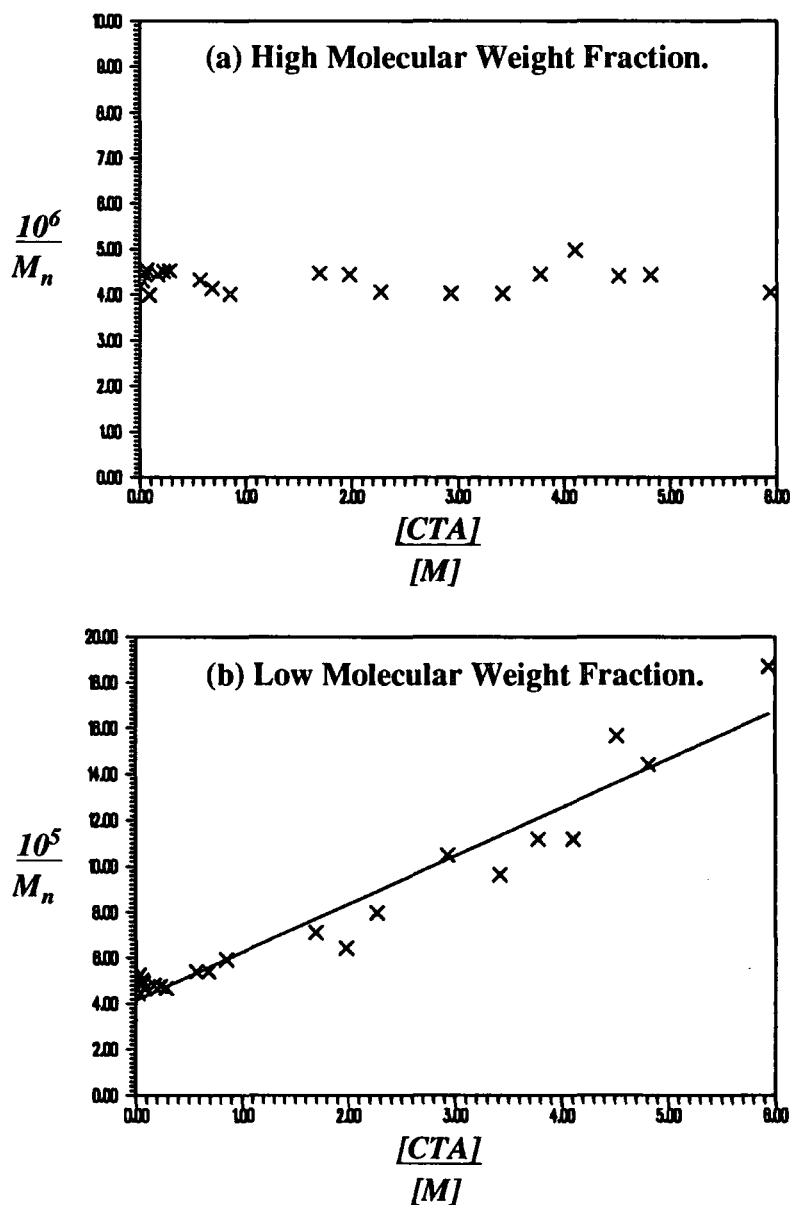 (a) High Molecular Weight Fraction.
10.00
9.00
8.00
7.00
6.00
5.00
4.00
3.00
2.00
1.00
0.00
10⁶
Mₙ
0.00 1.00 2.00 3.00 4.00 5.00 6.00
[CTA]
[M]
(b) Low Molecular Weight Fraction.
20.00
18.00
16.00
14.00
12.00
10.00
8.00
6.00
4.00
2.00
0.00
10⁵
Mₙ
0.00 1.00 2.00 3.00 4.00 5.00 6.00
[CTA]
[M]